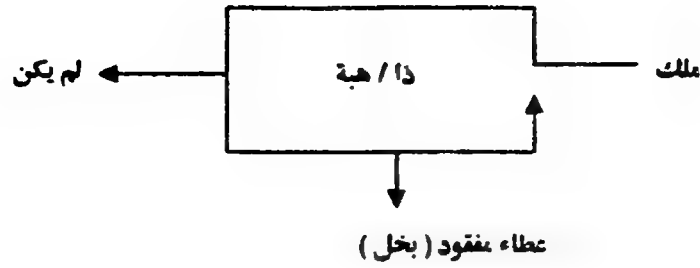 ملك ذا / هبة لم يكن
عطاء مفقود ( بخل )